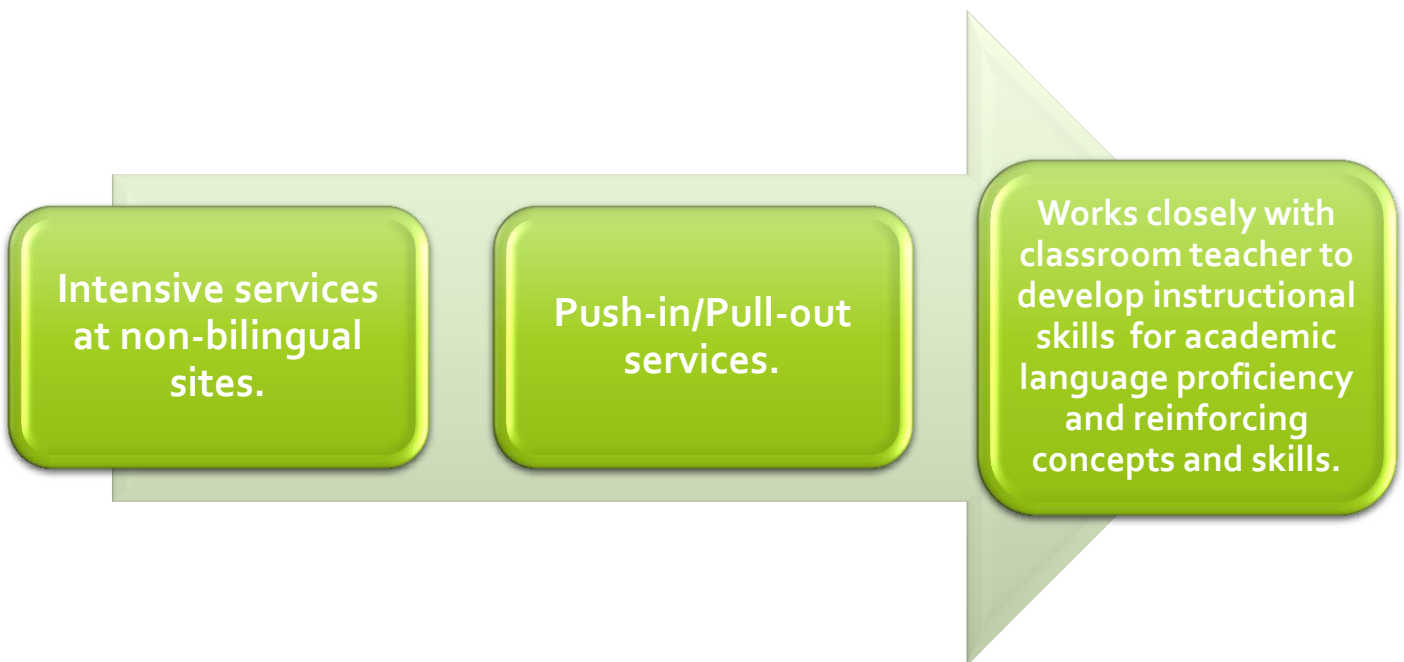 Intensive services
at non-bilingual
sites.
Push-in/Pull-out
services.
Works closely with
classroom teacher to
develop instructional
skills  for academic
language proficiency
and reinforcing
concepts and skills.